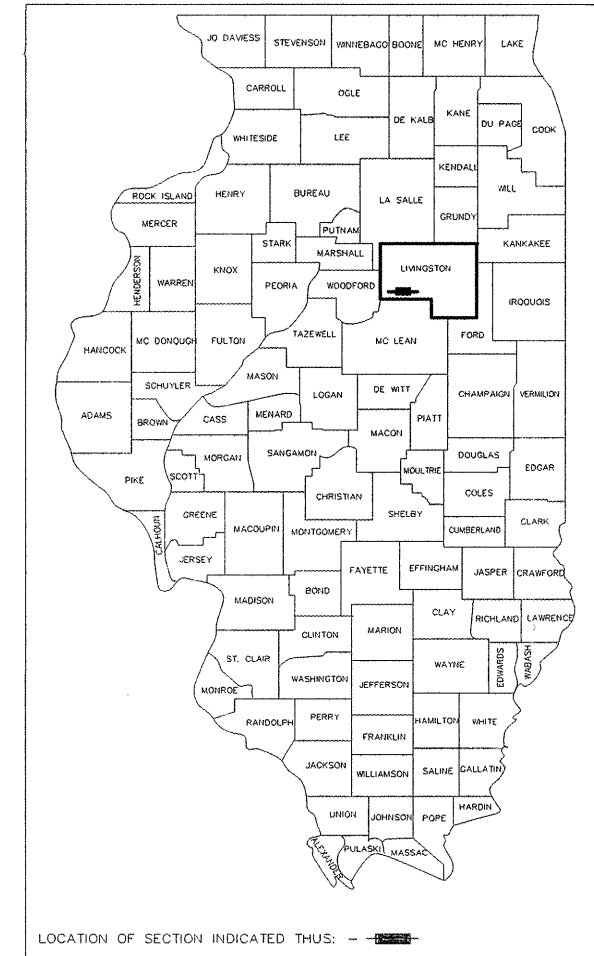 JO DAVIESS STEVENSON WINNEBAGO BOONE MC HENRY LAKE
CARROLL OGLE
DE KALB KANE DU PAGE COOK
WHITESIDE LEE
KENDALL WILL
ROCK ISLAND HENRY BUREAU LA SALLE GRUNDY
MERCER PUTNAM
STARK MARSHALL KANKAKEE
HENDERSON WARREN KNOX PEORIA WOODFORD LIVINGSTON IROQUOIS
HANCOCK MC DONOUGH FULTON TAZEWELL MC LEAN FORD
SCHUYLER MASON LOGAN DE WITT CHAMPAIGN VERMILION
ADAMS BROWN CASS MENARD MACON PIATT
PIKE SCOTT MORGAN SANGAMON MOULTRIE DOUGLAS EDGAR
CHRISTIAN COLES
CALHOUN GREENE MACOUPIN MONTGOMERY SHELBY CUMBERLAND CLARK
JERSEY FAYETTE EFFINGHAM JASPER CRAWFORD
MADISON BOND
CLAY RICHLAND LAWRENCE
CLINTON MARION
ST. CLAIR WAYNE EDWARDS WABASH
WASHINGTON JEFFERSON
MONROE
RANDOLPH PERRY HAMILTON WHITE
FRANKLIN
JACKSON WILLIAMSON SALINE GALLATIN
UNION JOHNSON POPE HARDIN
ALEXANDER PULASKI MASSAC
LOCATION OF SECTION INDICATED THUS: -